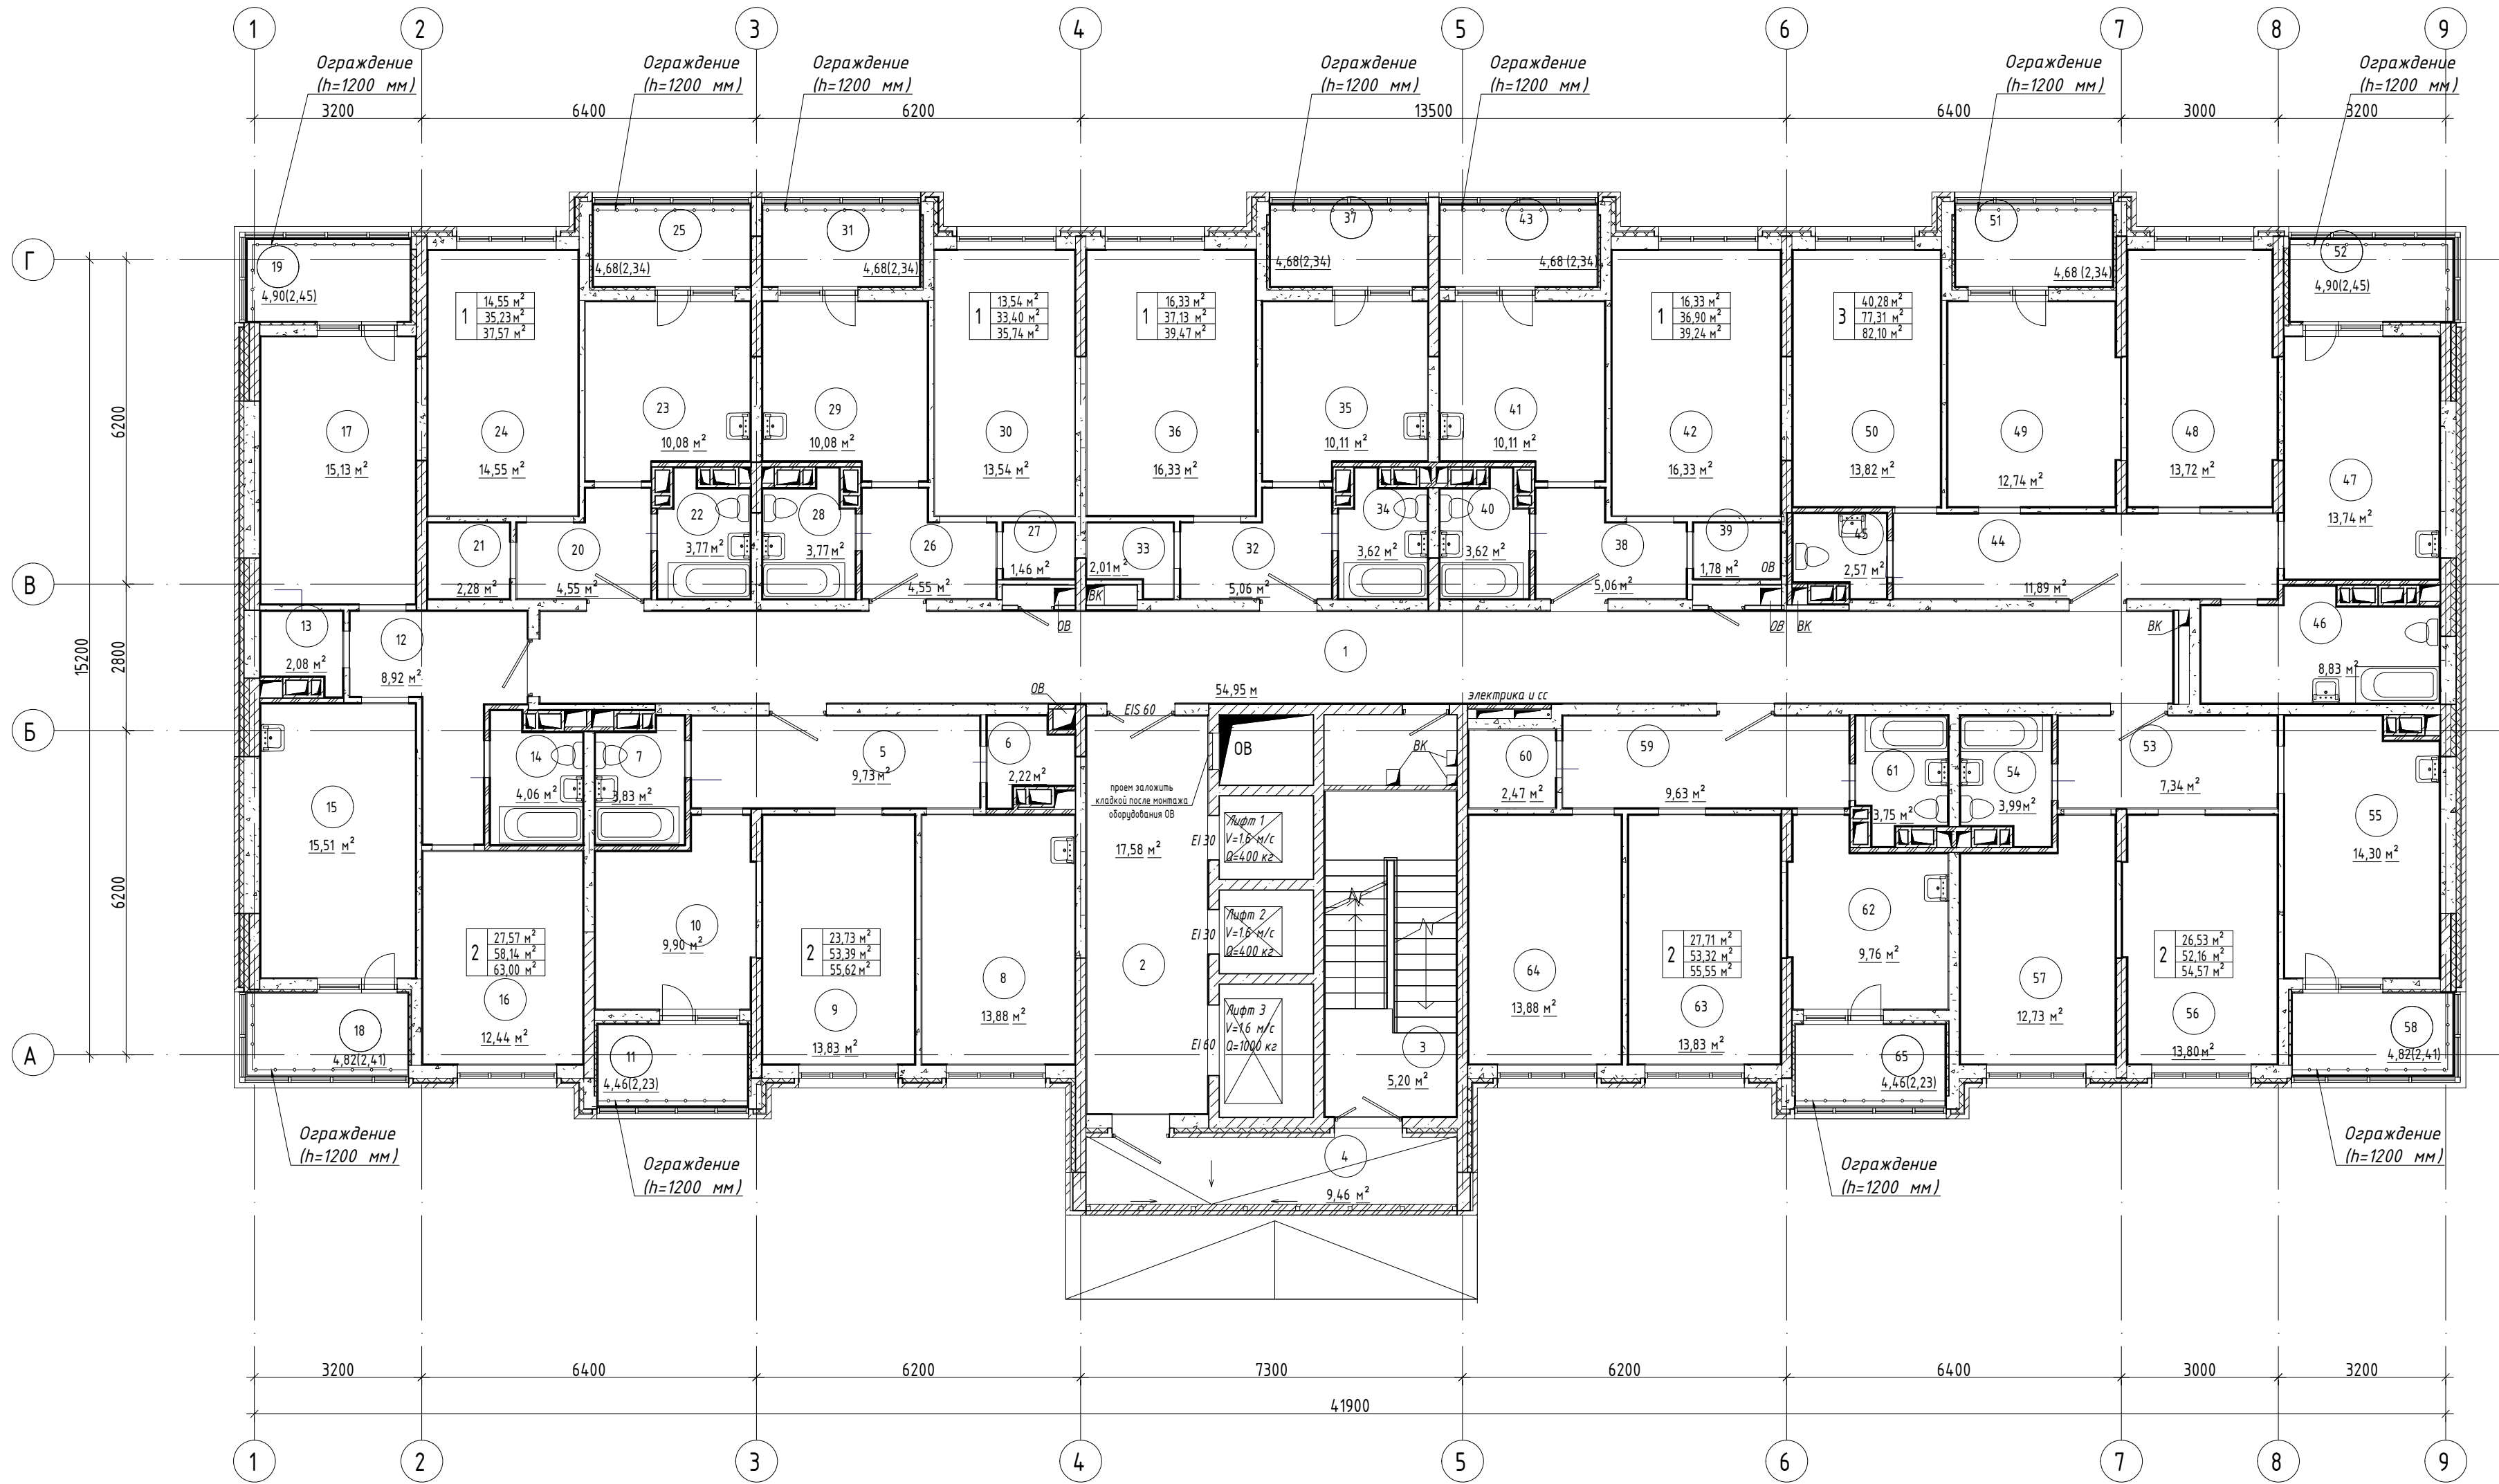 1 2 3 4 5 6 7 8 9
Ограждение
(h=1200 мм)
Ограждение
(h=1200 мм)
Ограждение
(h=1200 мм)
Ограждение
(h=1200 мм)
Ограждение
(h=1200 мм)
Ограждение
(h=1200 мм)
Ограждение
(h=1200 мм)
3200 6400 6200 13500 6400 3000 3200
Г
В
Б
А
6200
2800
6200
15200
19
4,90(2,45)
25
4,68(2,34)
31
4,68(2,34)
37
4,68(2,34)
43
4,68 (2,34)
51
4,68 (2,34)
52
4,90(2,45)
1
14,55 м²
35,23 м²
37,57 м²
1
13,54 м²
33,40 м²
35,74 м²
1
16,33 м²
37,13 м²
39,47 м²
1
16,33 м²
36,90 м²
39,24 м²
3
40,28 м²
77,31 м²
82,10 м²
17
15,13 м²
24
14,55 м²
23
10,08 м²
29
10,08 м²
30
13,54 м²
36
16,33 м²
35
10,11 м²
41
10,11 м²
42
16,33 м²
50
13,82 м²
49
12,74 м²
48
13,72 м²
47
13,74 м²
21
2,28 м²
20
4,55 м²
22
3,77 м²
28
3,77 м²
26
4,55 м²
27
1,46 м²
33
2,01 м²
32
5,06 м²
34
3,62 м²
40
3,62 м²
38
5,06 м²
39
1,78 м²
ОВ
45
2,57 м²
44
11,89 м²
ВК
ОВ
ОВ
ВК
ВК
13
2,08 м²
12
8,92 м²
1
54,95 м
46
8,83 м²
ОВ
EIS 60
электрика и сс
14
4,06 м²
7
3,83 м²
5
9,73 м²
6
2,22 м²
ОВ
ВК
проем заложить
кладкой после монтажа
оборудования ОВ
60
2,47 м²
59
9,63 м²
61
3,75 м²
54
3,99м²
53
7,34 м²
15
15,51 м²
55
14,30 м²
17,58 м²
2
EI 30
Лифт 1
V=1.6 м/с
Q=400 кг
EI 30
Лифт 2
V=1.6 м/с
Q=400 кг
EI 60
Лифт 3
V=1.6 м/с
Q=1000 кг
2
27,57 м²
58,14 м²
63,00 м²
16
12,44 м²
10
9,90 м²
2
23,73 м²
53,39 м²
55,62 м²
9
13,83 м²
8
13,88 м²
3
5,20 м²
64
13,88 м²
2
27,71 м²
53,32 м²
55,55 м²
63
13,83 м²
62
9,76 м²
57
12,73 м²
2
26,53 м²
52,16 м²
54,57 м²
56
13,80 м²
18
4,82(2,41)
11
4,46(2,23)
65
4,46(2,23)
58
4,82(2,41)
4
9,46 м²
Ограждение
(h=1200 мм)
Ограждение
(h=1200 мм)
Ограждение
(h=1200 мм)
Ограждение
(h=1200 мм)
3200 6400 6200 7300 6200 6400 3000 3200
41900
1 2 3 4 5 6 7 8 9